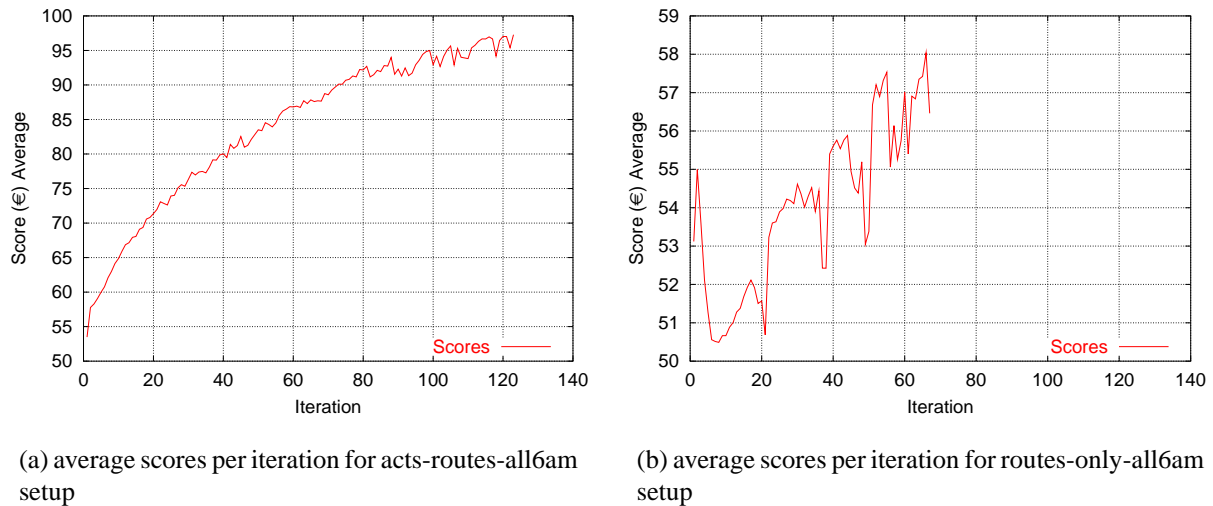 100
95
90
85
80
75
70
65
60
55
50
Score (€) Average
0 20 40 60 80 100 120 140
Iteration
Scores
59
58
57
56
55
54
53
52
51
50
Score (€) Average
0 20 40 60 80 100 120 140
Iteration
Scores
(a) average scores per iteration for acts-routes-all6am
setup
(b) average scores per iteration for routes-only-all6am
setup